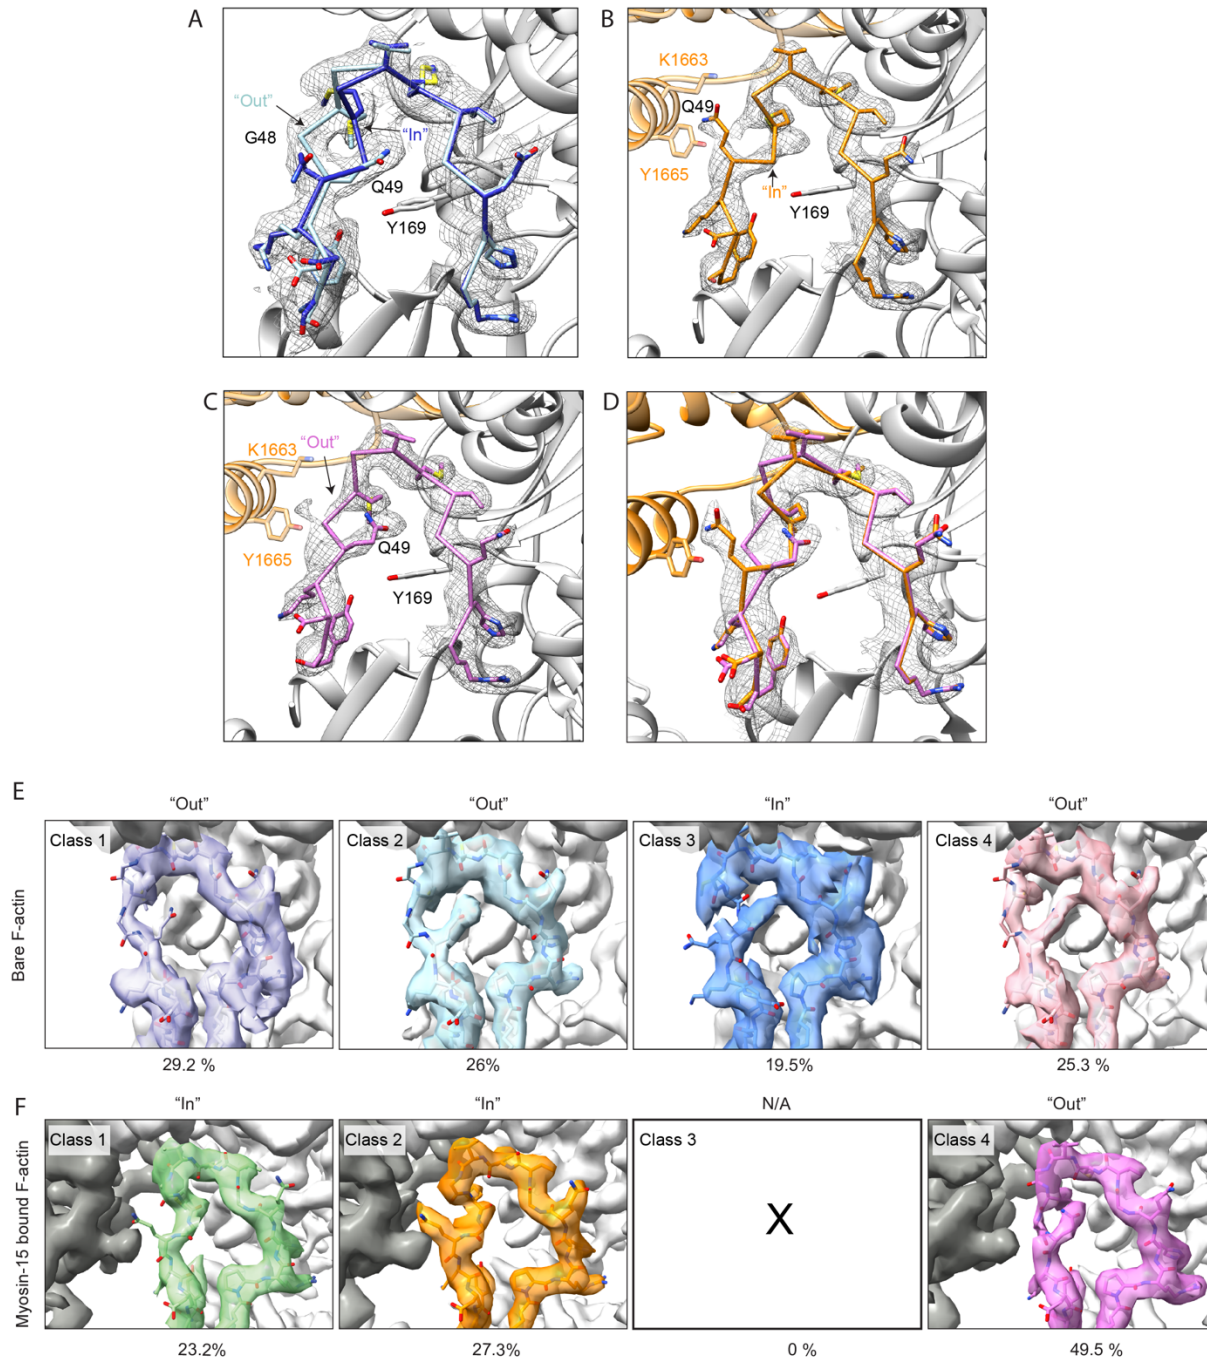 A
“Out”
G48
“In”
Q49
Y169
B
K1663
Q49
Y1665
“In”
Y169
C
K1663
“Out”
Y1665
Q49
Y169
D
E
“Out”
“Out”
“In”
“Out”
Bare F-actin
Class 1
Class 2
Class 3
Class 4
29.2 %
26%
19.5%
25.3 %
F
“In”
“In”
N/A
“Out”
Myosin-15 bound F-actin
Class 1
Class 2
Class 3
X
Class 4
23.2%
27.3%
0 %
49.5 %